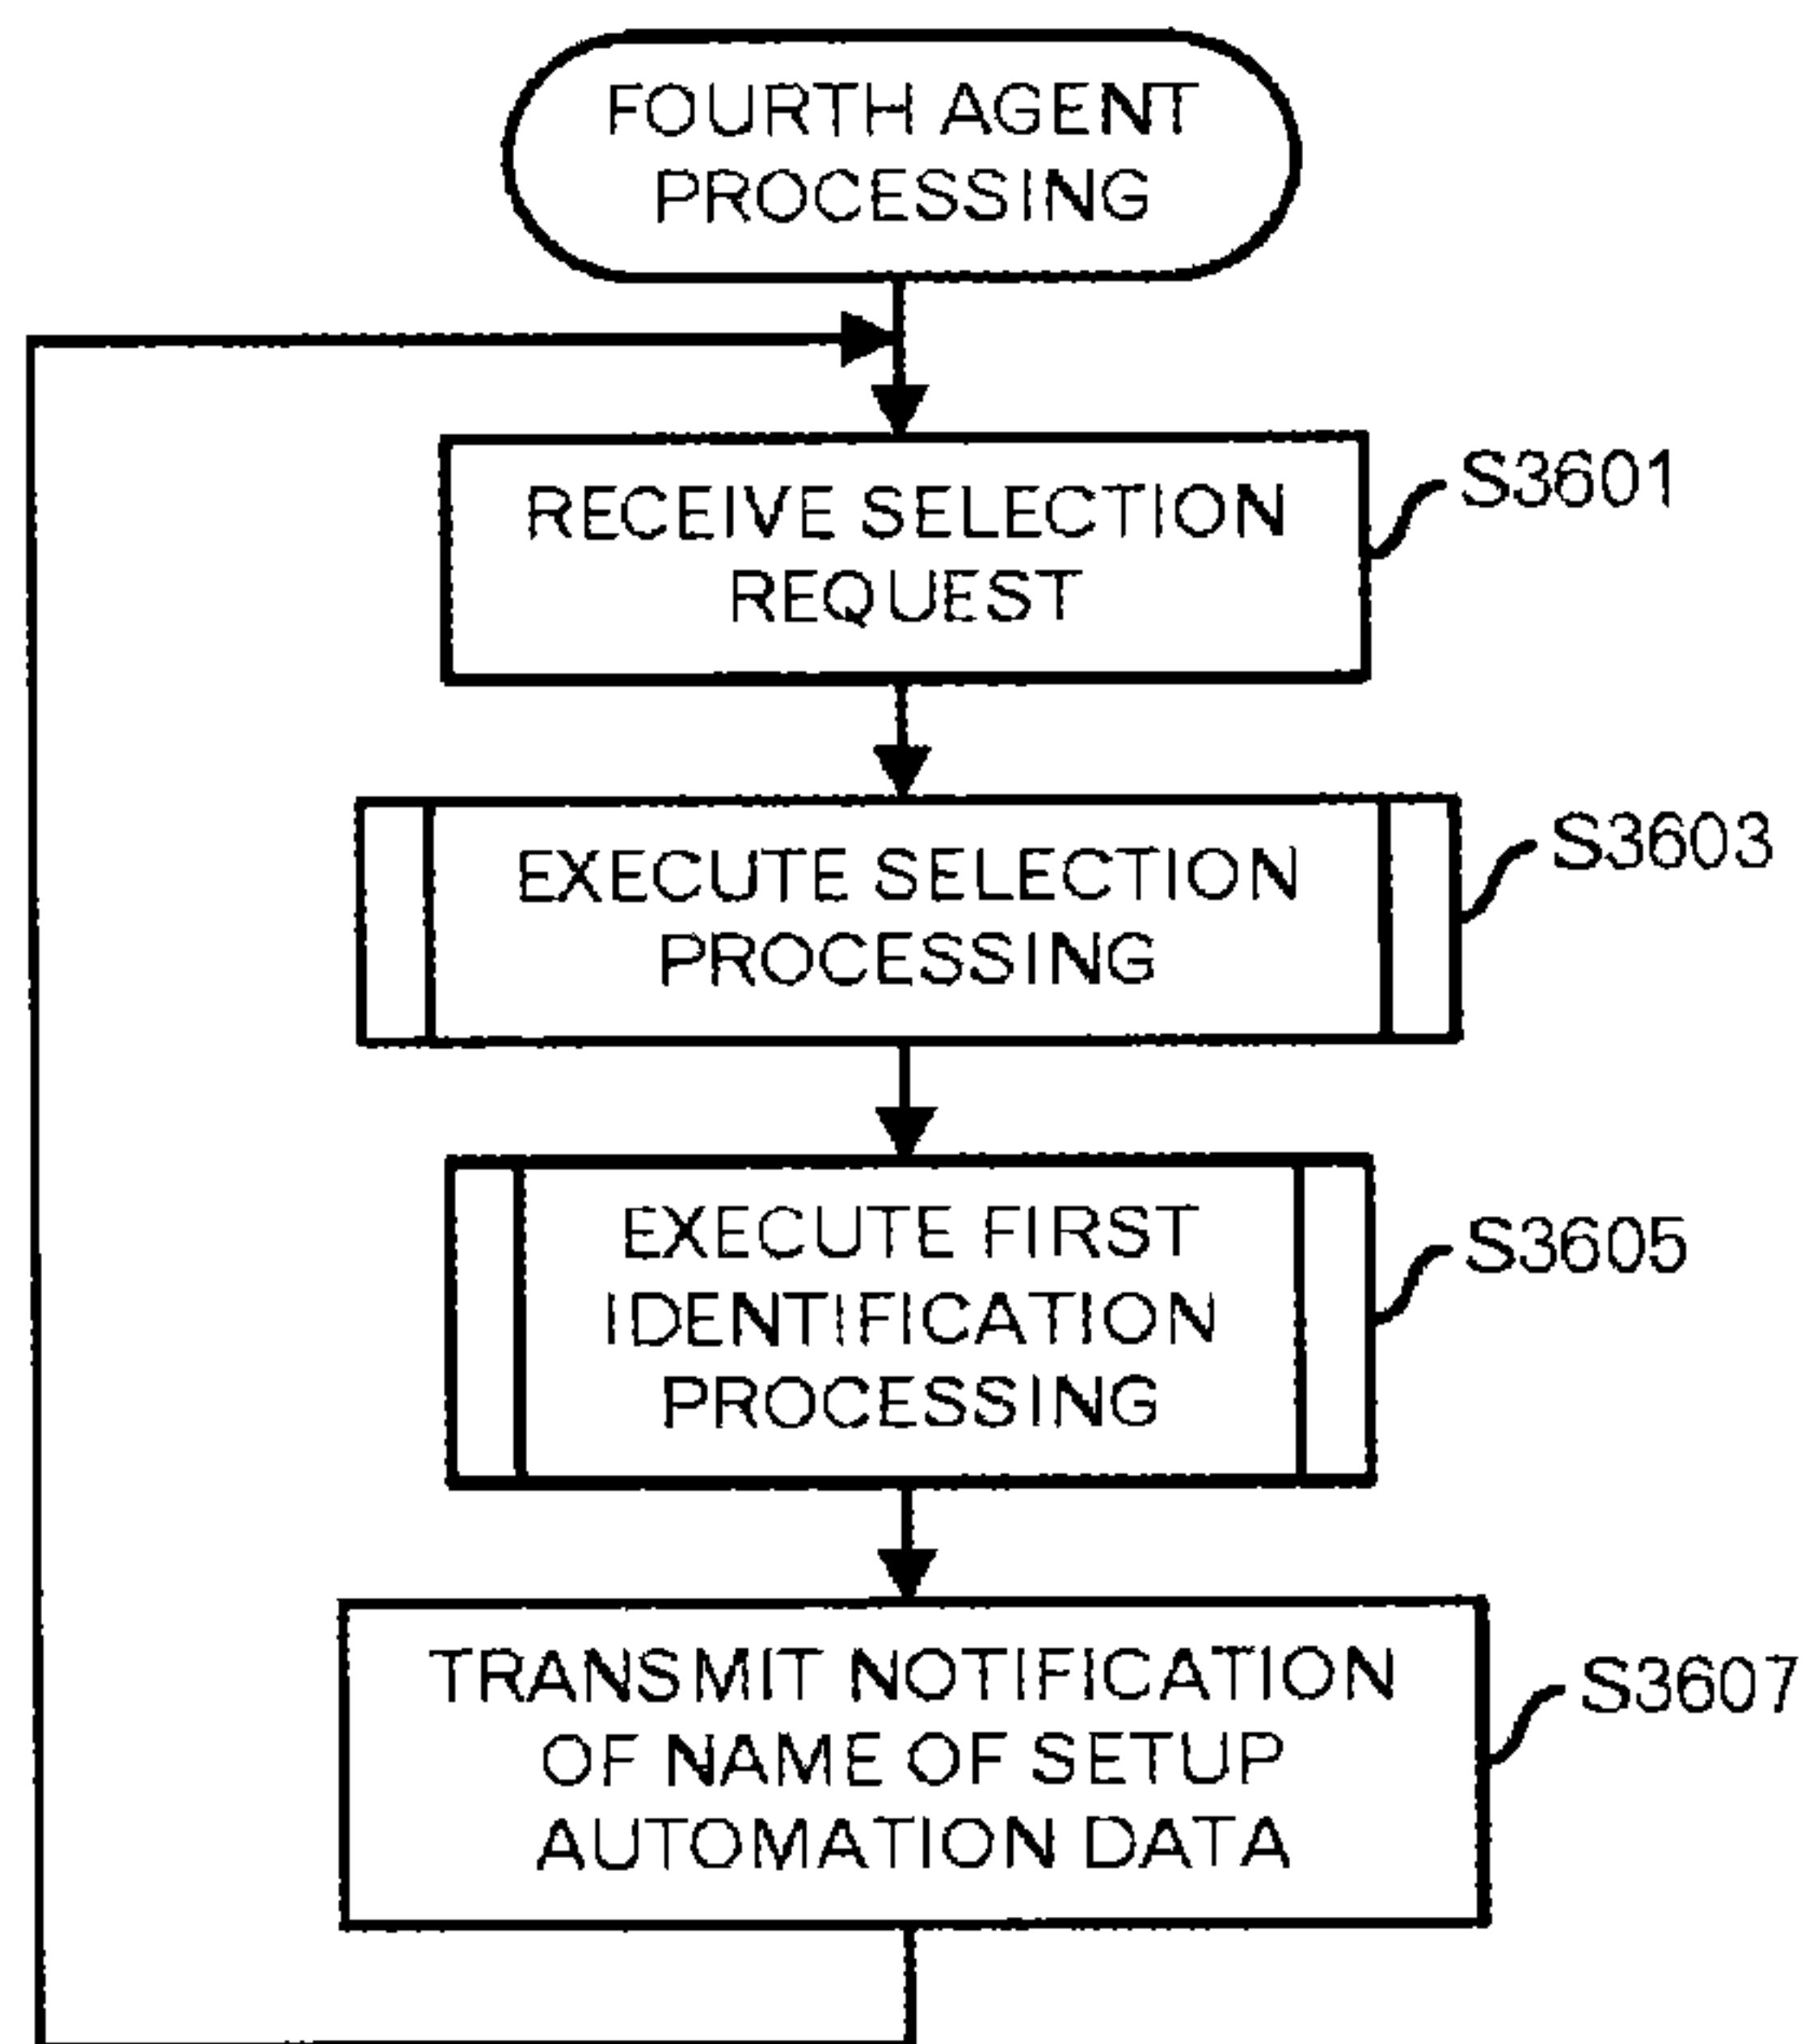 FOURTH AGENT
PROCESSING
RECEIVE SELECTION
REQUEST
S3601
EXECUTE SELECTION
PROCESSING
S3603
EXECUTE FIRST
IDENTIFICATION
PROCESSING
S3605
TRANSMIT NOTIFICATION
OF NAME OF SETUP
AUTOMATION DATA
S3607